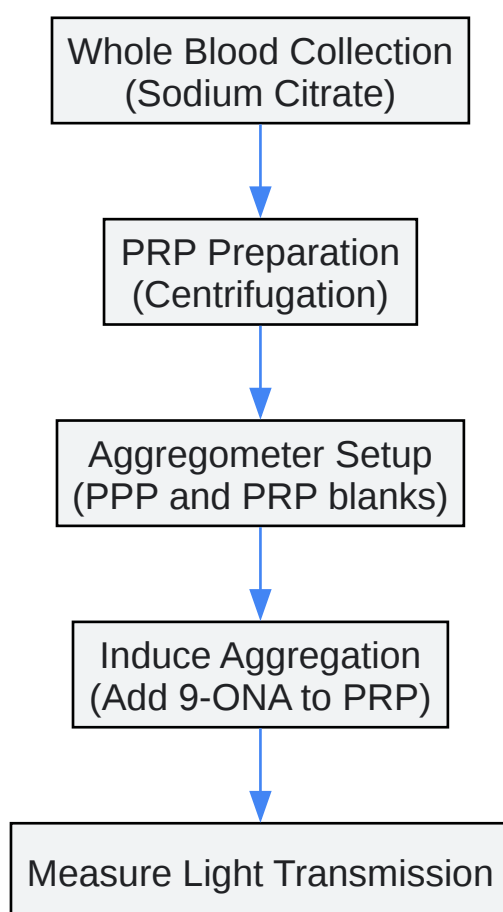 Whole Blood Collection
(Sodium Citrate)
PRP Preparation
(Centrifugation)
Aggregometer Setup
(PPP and PRP blanks)
Induce Aggregation
(Add 9-ONA to PRP)
Measure Light Transmission